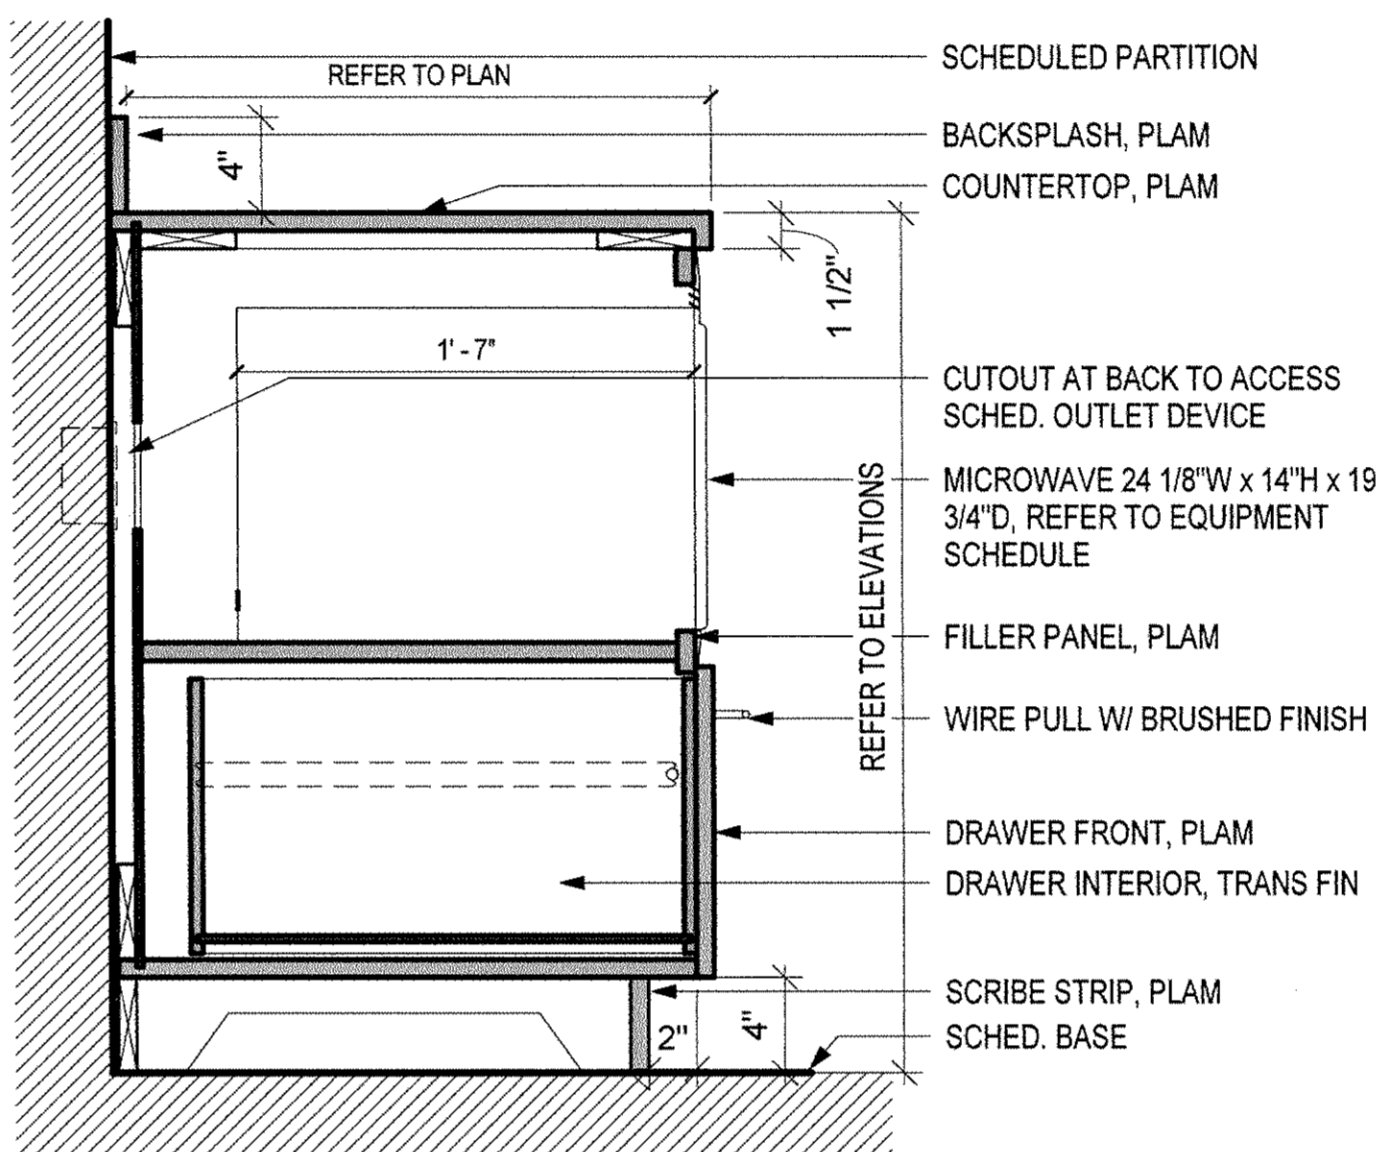 SCHEDULED PARTITION
REFER TO PLAN
BACKSPLASH, PLAM
4"
COUNTERTOP, PLAM
1 1/2"
1' - 7"
CUTOUT AT BACK TO ACCESS
SCHED. OUTLET DEVICE
MICROWAVE 24 1/8"W x 14"H x 19
3/4"D, REFER TO EQUIPMENT
SCHEDULE
REFER TO ELEVATIONS
FILLER PANEL, PLAM
WIRE PULL W/ BRUSHED FINISH
DRAWER FRONT, PLAM
DRAWER INTERIOR, TRANS FIN
SCRIBE STRIP, PLAM
2"
4"
SCHED. BASE